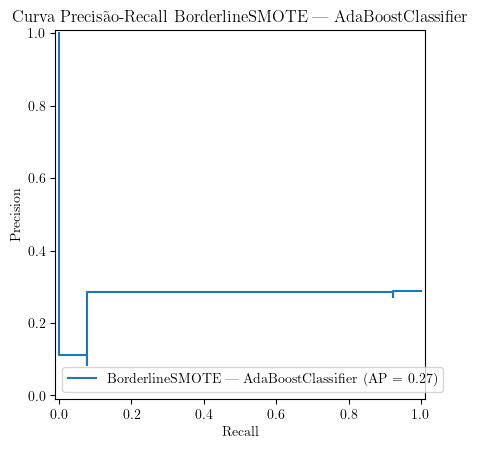 Curva Precisão-Recall BorderlineSMOTE — AdaBoostClassifier
1.0
0.8
0.6
0.4
0.2
0.0
Precision
BorderlineSMOTE — AdaBoostClassifier (AP = 0.27)
0.0 0.2 0.4 0.6 0.8 1.0
Recall